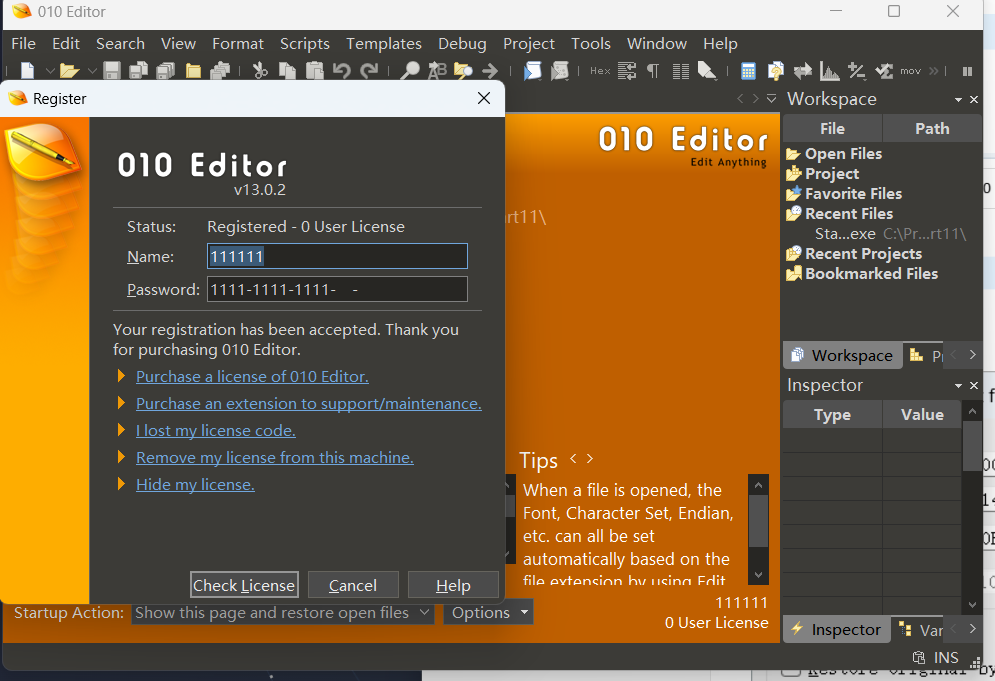 010 Editor
File Edit Search View Format Scripts Templates Debug Project Tools Window Help
Hex
mov
Register
010 Editor
v13.0.2
Status: Registered - 0 User License
Name: 111111
Password: 1111-1111-1111- -
Your registration has been accepted. Thank you
for purchasing 010 Editor.
Purchase a license of 010 Editor.
Purchase an extension to support/maintenance.
I lost my license code.
Remove my license from this machine.
Hide my license.
Check License Cancel Help
010 Editor
Edit Anything
rt11\
Tips
When a file is opened, the
Font, Character Set, Endian,
etc. can all be set
automatically based on the
file extension by using Edit
111111
0 User License
Startup Action: Show this page and restore open files Options
Workspace
File Path
Open Files
Project
Favorite Files
Recent Files
Sta...exe C:\Pr...rt11\
Recent Projects
Bookmarked Files
Workspace
Inspector
Type Value
Inspector Var
INS